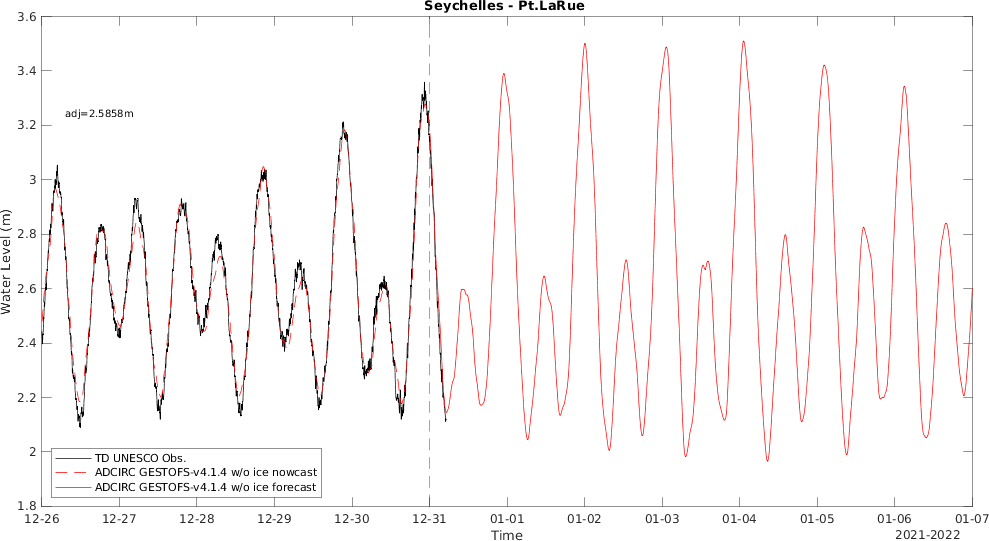 Seychelles - Pt.LaRue
3.6
3.4
3.2
3
2.8
2.6
2.4
2.2
2
1.8
Water Level (m)
adj=2.5858m
TD UNESCO Obs.
ADCIRC GESTOFS-v4.1.4 w/o ice nowcast
ADCIRC GESTOFS-v4.1.4 w/o ice forecast
12-26 12-27 12-28 12-29 12-30 12-31 01-01 01-02 01-03 01-04 01-05 01-06 01-07
Time
2021-2022